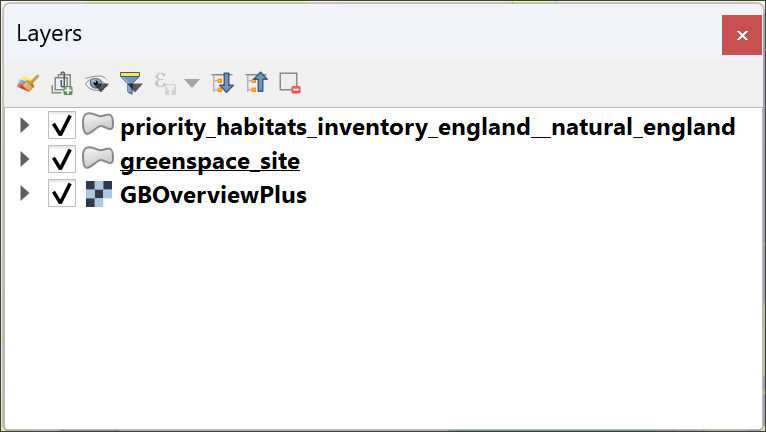 Layers
priority_habitats_inventory_england__natural_england
greenspace_site
GBOverviewPlus